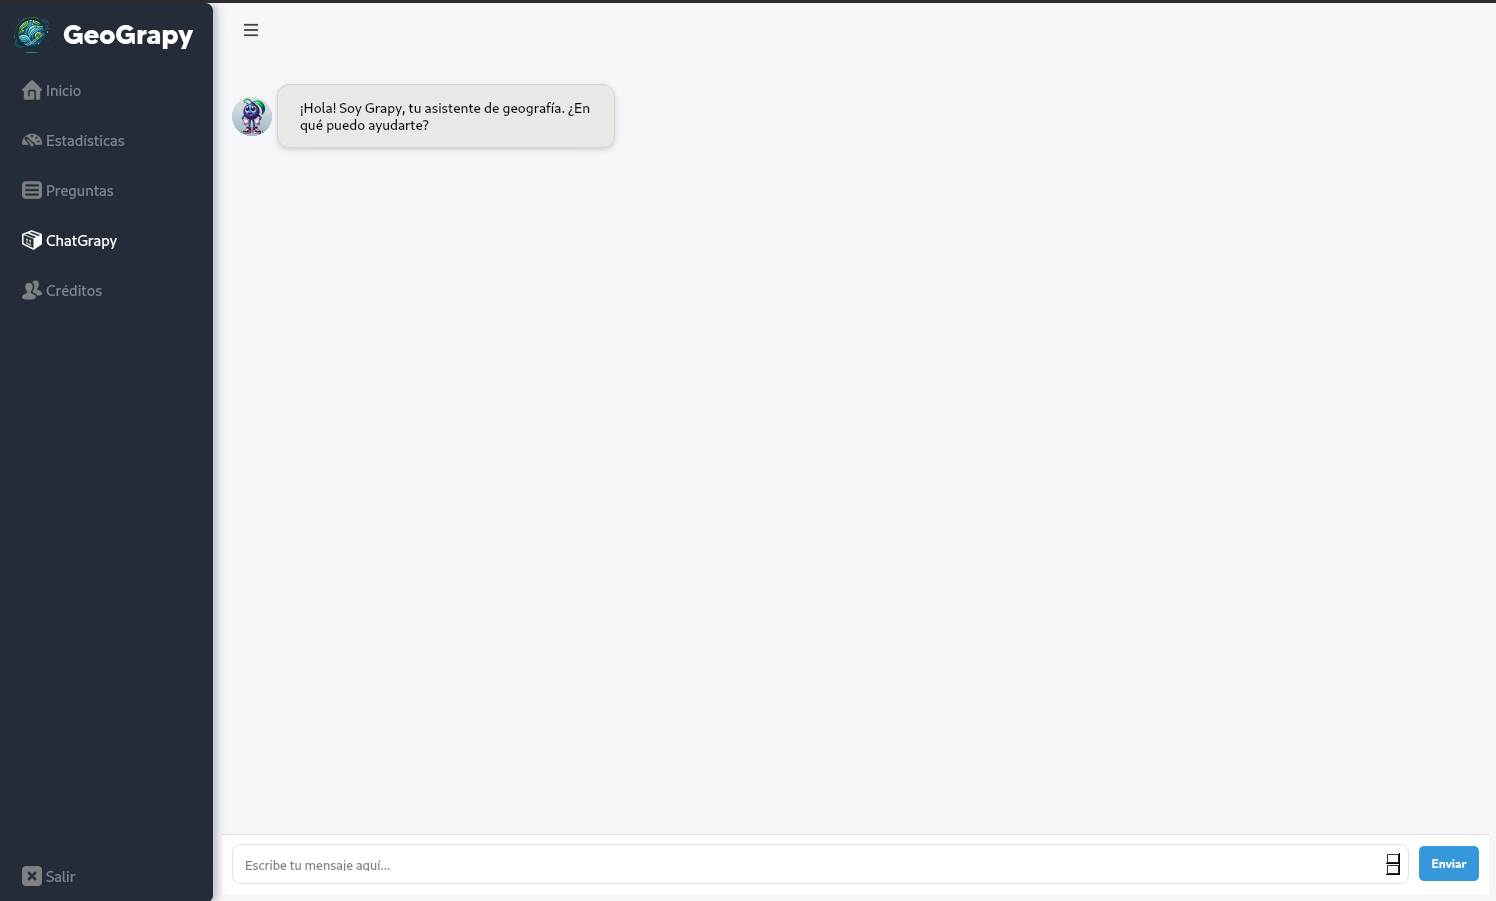 GeoGrapy
Inicio
Estadísticas
Preguntas
ChatGrapy
Créditos
Salir
¡Hola! Soy Grapy, tu asistente de geografía. ¿En
qué puedo ayudarte?
Escribe tu mensaje aquí...
Enviar